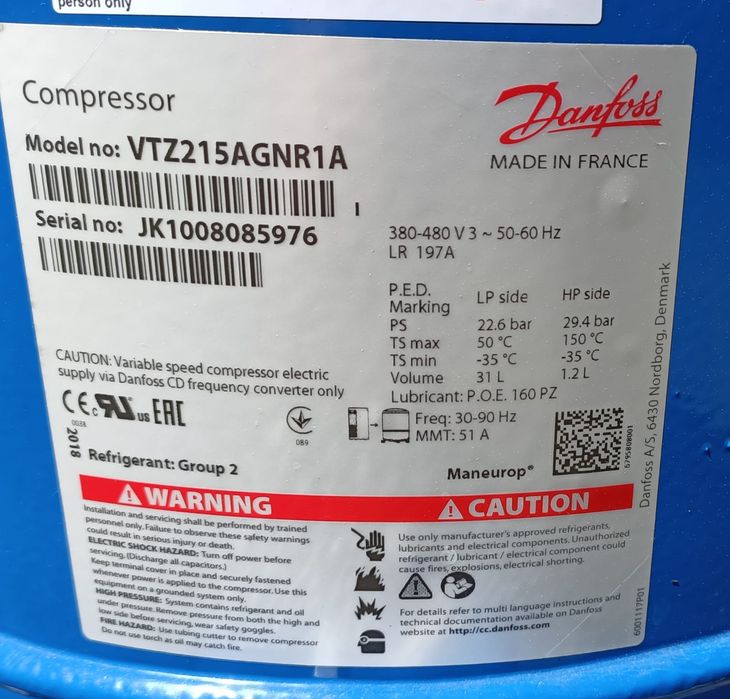 person only
Compressor
Danfoss
MADE IN FRANCE
Model no: VTZ215AGNR1A
Serial no: JK1008085976
380-480 V 3 ~ 50-60 Hz
LR 197A
P.E.D. Marking LP side HP side
PS 22.6 bar 29.4 bar
TS max 50 °C 150 °C
TS min -35 °C -35 °C
Volume 31 L 1.2 L
Lubricant: P.O.E. 160 PZ
CAUTION: Variable speed compressor electric
supply via Danfoss CD frequency converter only
CE 0038 c RU us EAC
2018
089
Freq: 30-90 Hz
MMT: 51 A
Refrigerant: Group 2
Maneurop®
6795808001
Danfoss A/S, 6430 Nordborg, Denmark
WARNING
Installation and servicing shall be performed by trained
personnel only. Failure to observe these safety warnings
could result in serious injury or death.
ELECTRIC SHOCK HAZARD: Turn off power before
servicing. (Discharge all capacitors.)
Keep terminal cover in place and securely fastened
whenever power is applied to the compressor. Use this
equipment on a grounded system only.
HIGH PRESSURE: System contains refrigerant and oil
under pressure. Remove pressure from both the high and
low side before servicing, wear safety goggles.
FIRE HAZARD: Use tubing cutter to remove compressor
Do not use torch as oil may catch fire.
CAUTION
Use only manufacturer's approved refrigerants,
lubricants and electrical components. Unauthorized
refrigerant / lubricant / electrical component could
cause fires, explosions, electrical shorting.
For details refer to multi language instructions and
technical documentation available on Danfoss
website at http://cc.danfoss.com
6001117P01